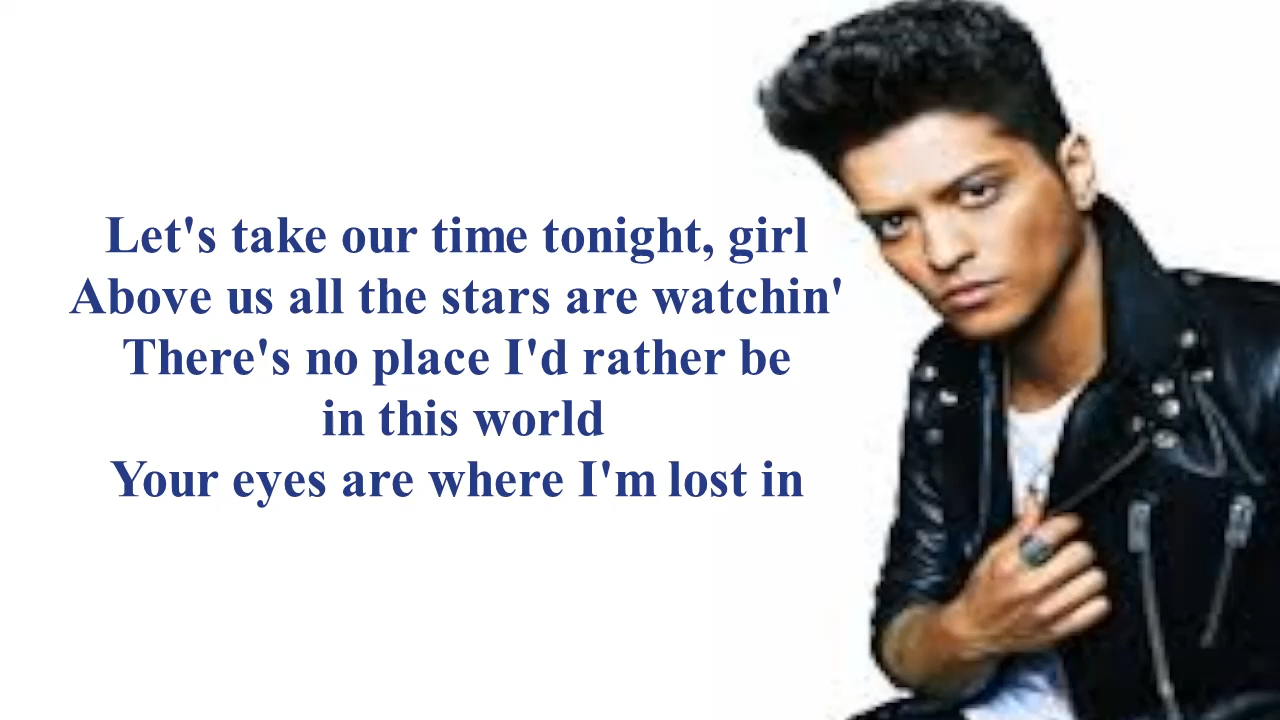 Let's take our time tonight, girl
Above us all the stars are watchin'
There's no place I'd rather be
in this world
Your eyes are where I'm lost in